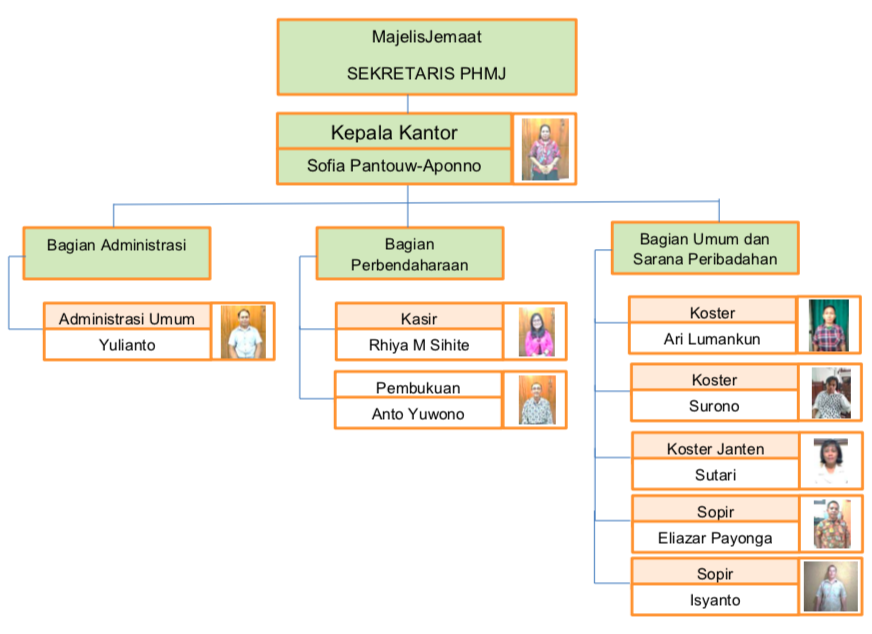 MajelisJemaat
SEKRETARIS PHMJ
Kepala Kantor
Sofia Pantouw-Aponno
Bagian Administrasi
Administrasi Umum
Yulianto
Bagian
Perbendaharaan
Kasir
Rhiya M Sihite
Pembukuan
Anto Yuwono
Bagian Umum dan
Sarana Peribadahan
Koster
Ari Lumankun
Koster
Surono
Koster Janten
Sutari
Sopir
Eliazar Payonga
Sopir
Isyanto